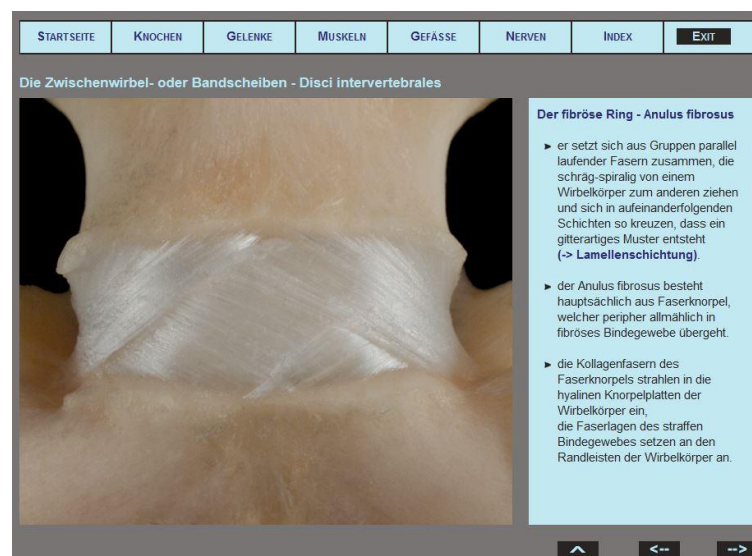 STARTSEITE
KNOCHEN
GELENKE
MUSKELN
GEFÄSSE
NERVEN
INDEX
EXIT
Die Zwischenwirbel- oder Bandscheiben - Disci intervertebrales
Der fibröse Ring - Anulus fibrosus
► er setzt sich aus Gruppen parallel
laufender Fasern zusammen, die
schräg-spiralig von einem
Wirbelkörper zum anderen ziehen
und sich in aufeinanderfolgenden
Schichten so kreuzen, dass ein
gitterartiges Muster entsteht
(-> Lamellenschichtung).
► der Anulus fibrosus besteht
hauptsächlich aus Faserknorpel,
welcher peripher allmählich in
fibröses Bindegewebe übergeht.
► die Kollagenfasern des
Faserknorpels strahlen in die
hyalinen Knorpelplatten der
Wirbelkörper ein,
die Faserlagen des straffen
Bindegewebes setzen an den
Randleisten der Wirbelkörper an.
^
<--
-->